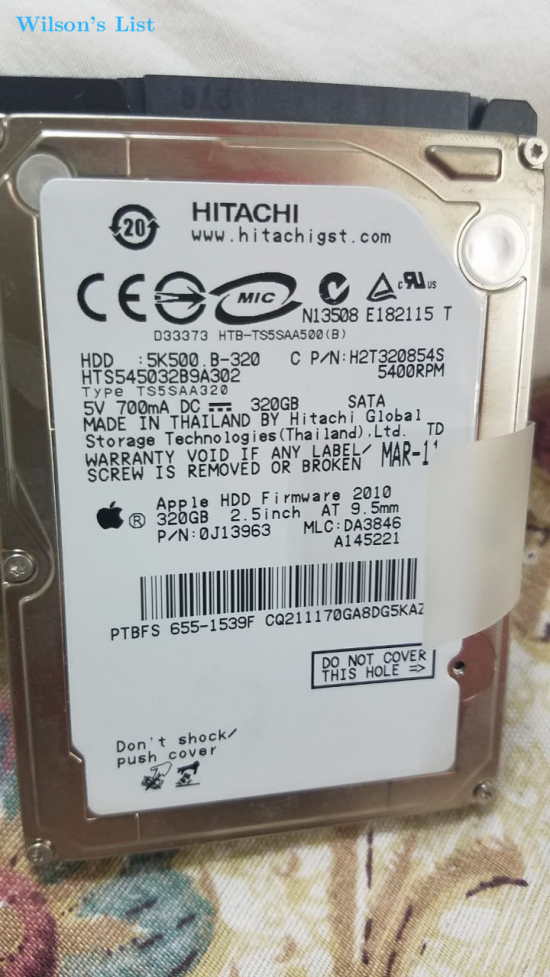 Wilson's List
20
HITACHI
www.hitachigst.com
CE MIC N13508 E182115 T
c RU us
D33373 HTB-TS5SAA500(B)
HDD :5K500.B-320 C P/N:H2T320854S
HTS545032B9A302 5400RPM
Type TS5SAA320
5V 700mA DC 320GB SATA
MADE IN THAILAND BY Hitachi Global
Storage Technologies(Thailand).Ltd. TD
WARRANTY VOID IF ANY LABEL/ MAR-11
SCREW IS REMOVED OR BROKEN
Apple HDD Firmware 2010
® 320GB 2.5inch AT 9.5mm
P/N:0J13963 MLC:DA3846
A145221
PTBFS 655-1539F CQ211170GA8DG5KAZ
DO NOT COVER
THIS HOLE =>
Don't shock/
push cover